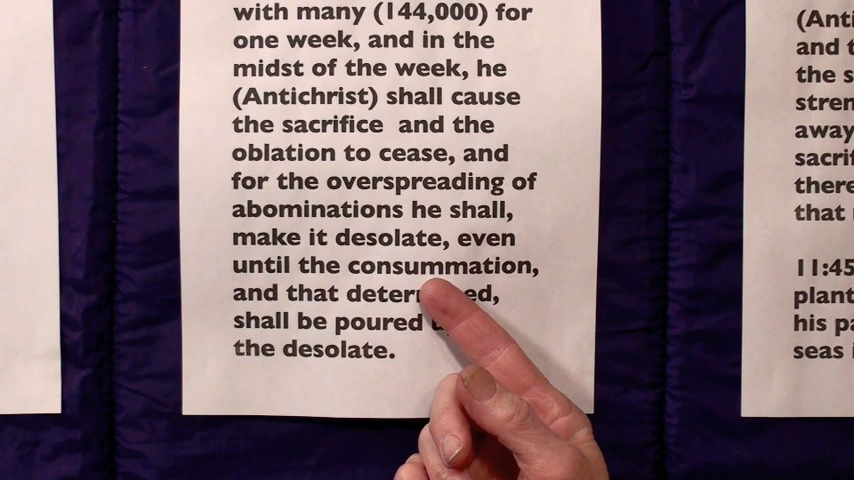 with many (144,000) for
one week, and in the
midst of the week, he
(Antichrist) shall cause
the sacrifice  and the
oblation to cease, and
for the overspreading of
abominations he shall,
make it desolate, even
until the consummation,
and that
shall be poured
the desolate.
(Anti
and t
the s
stren
away
sacrif
there
that
11:45
plant
his pa
seas i